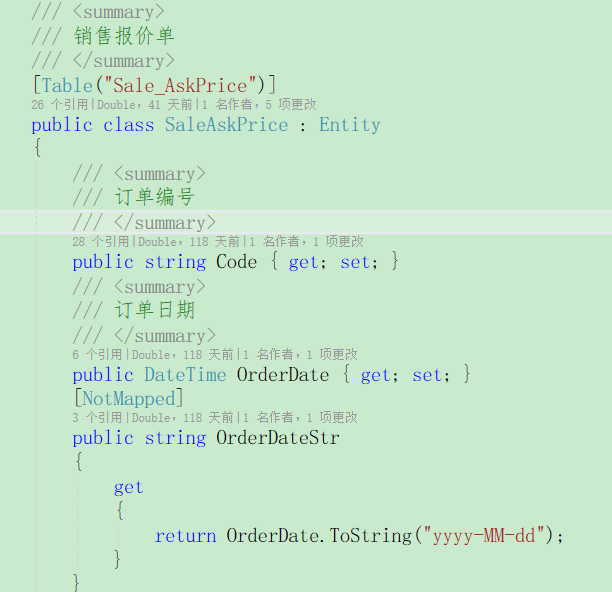 /// <summary>
/// 销售报价单
/// </summary>
[Table("Sale_AskPrice")]
26 个引用|Double，41 天前|1 名作者，5 项更改
public class SaleAskPrice : Entity
{
/// <summary>
/// 订单编号
/// </summary>
28 个引用|Double，118 天前|1 名作者，1 项更改
public string Code { get; set; }
/// <summary>
/// 订单日期
/// </summary>
6 个引用|Double，118 天前|1 名作者，1 项更改
public DateTime OrderDate { get; set; }
[NotMapped]
3 个引用|Double，118 天前|1 名作者，1 项更改
public string OrderDateStr
{
get
{
return OrderDate.ToString("yyyy-MM-dd");
}
}